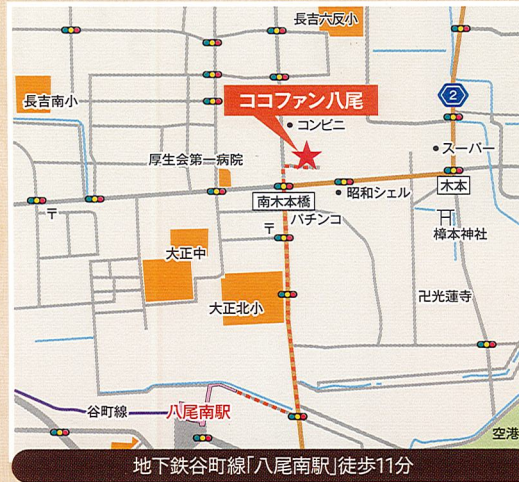 長吉六反小
2
長吉南小
ココファン八尾
コンビニ
スーパー
厚生会第一病院
昭和シェル
木本
南木本橋
〒
パチンコ
〒
樟本神社
大正中
大正北小
卍光蓮寺
谷町線
八尾南駅
空港
地下鉄谷町線「八尾南駅」徒歩11分